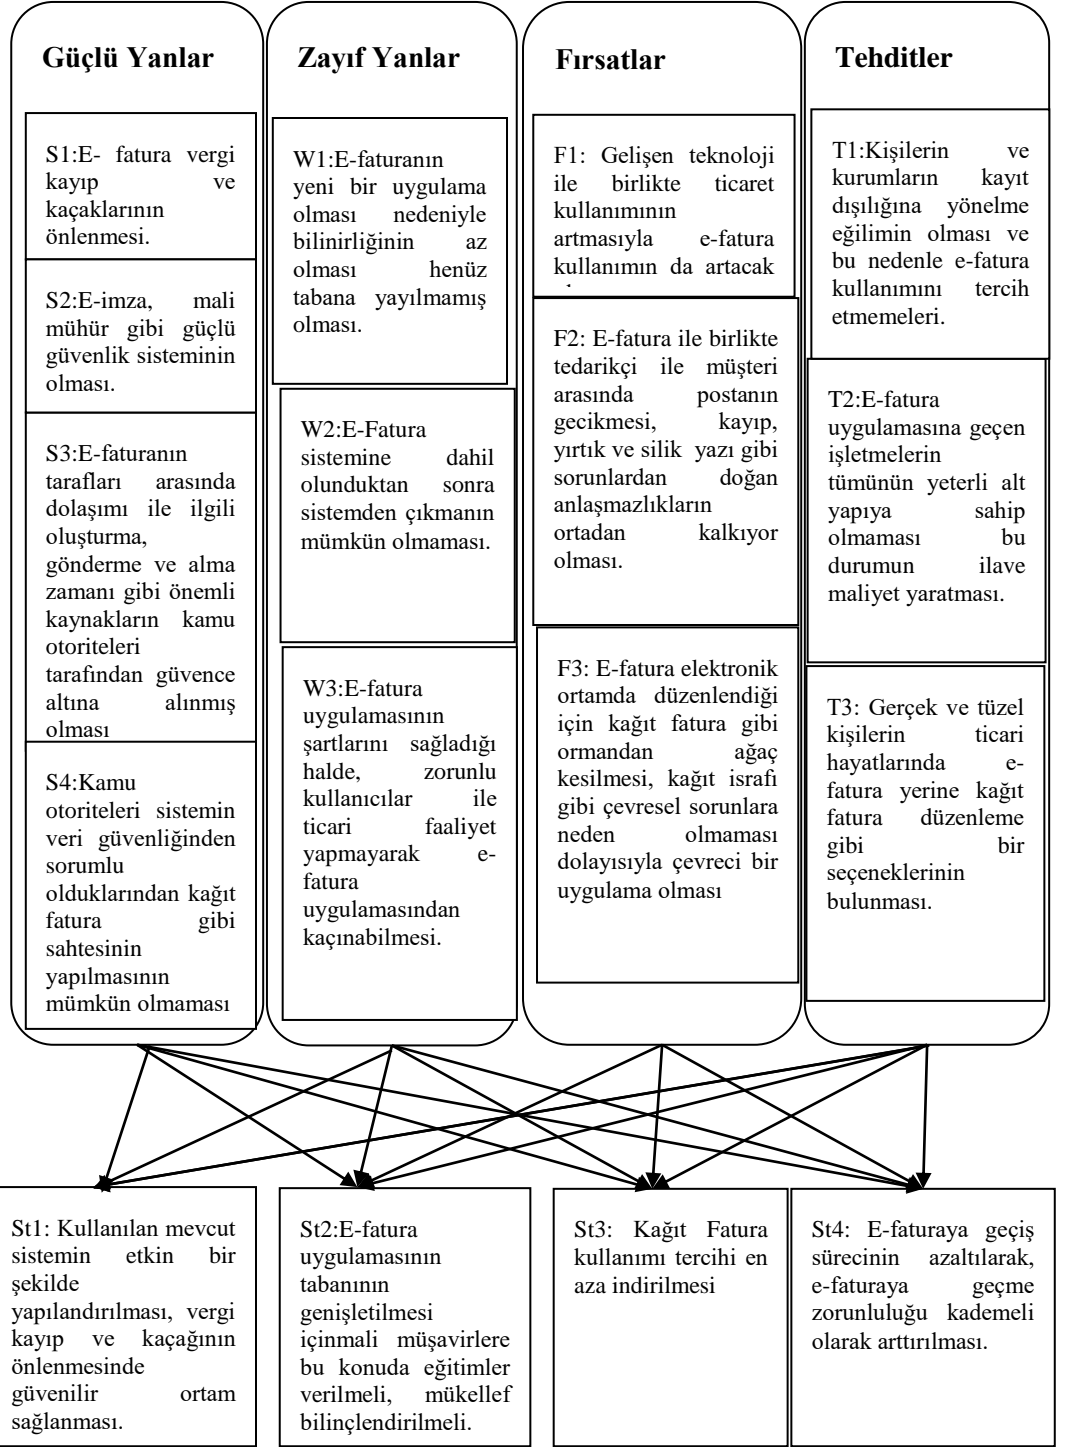 Güçlü Yanlar
S1:E- fatura vergi
kayıp ve
kaçaklarının
önlenmesi.
S2:E-imza, mali
mühür gibi güçlü
güvenlik sisteminin
olması.
S3:E-faturanın
tarafları arasında
dolaşımı ile ilgili
oluşturma,
gönderme ve alma
zamanı gibi önemli
kaynakların kamu
otoriteleri
tarafından güvence
altına alınmış
olması
S4:Kamu
otoriteleri sistemin
veri güvenliğinden
sorumlu
olduklarından kağıt
fatura gibi
sahtesinin
yapılmasının
mümkün olmaması
Zayıf Yanlar
W1:E-faturanın
yeni bir uygulama
olması nedeniyle
bilinirliğinin az
olması henüz
tabana yayılmamış
olması.
W2:E-Fatura
sistemine dahil
olunduktan sonra
sistemden çıkmanın
mümkün olmaması.
W3:E-fatura
uygulamasının
şartlarını sağladığı
halde, zorunlu
kullanıcılar ile
ticari faaliyet
yapmayarak e-
fatura
uygulamasından
kaçınabilmesi.
Fırsatlar
F1: Gelişen teknoloji
ile birlikte ticaret
kullanımının
artmasıyla e-fatura
kullanımın da artacak
F2: E-fatura ile birlikte
tedarikçi ile müşteri
arasında postanın
gecikmesi, kayıp,
yırtık ve silik yazı gibi
sorunlardan doğan
anlaşmazlıkların
ortadan kalkıyor
olması.
F3: E-fatura elektronik
ortamda düzenlendiği
için kağıt fatura gibi
ormandan ağaç
kesilmesi, kağıt israfı
gibi çevresel sorunlara
neden olmaması
dolayısıyla çevreci bir
uygulama olması
Tehditler
T1:Kişilerin ve
kurumların kayıt
dışılığına yönelme
eğilimin olması ve
bu nedenle e-fatura
kullanımını tercih
etmemeleri.
T2:E-fatura
uygulamasına geçen
işletmelerin
tümünün yeterli alt
yapıya sahip
olmaması bu
durumun ilave
maliyet yaratması.
T3: Gerçek ve tüzel
kişilerin ticari
hayatlarında e-
fatura yerine kağıt
fatura düzenleme
gibi bir
seçeneklerinin
bulunması.
St1: Kullanılan mevcut
sistemin etkin bir
şekilde
yapılandırılması, vergi
kayıp ve kaçağının
önlenmesinde
güvenilir ortam
sağlanması.
St2:E-fatura
uygulamasının
tabanının
genişletilmesi
içinmali müşavirlere
bu konuda eğitimler
verilmeli, mükellef
bilinçlendirilmeli.
St3: Kağıt Fatura
kullanımı tercihi en
aza indirilmesi
St4: E-faturaya geçiş
sürecinin azaltılarak,
e-faturaya geçme
zorunluluğu kademeli
olarak arttırılması.